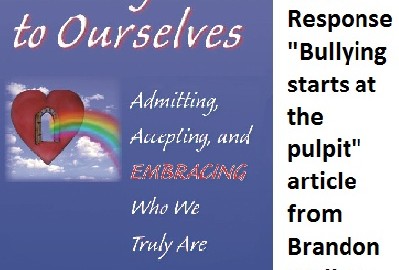 to Ourselves
Admitting,
Accepting, and
EMBRACING
Who We
Truly Are
Response
"Bullying
starts at
the
pulpit"
article
from
Brandon